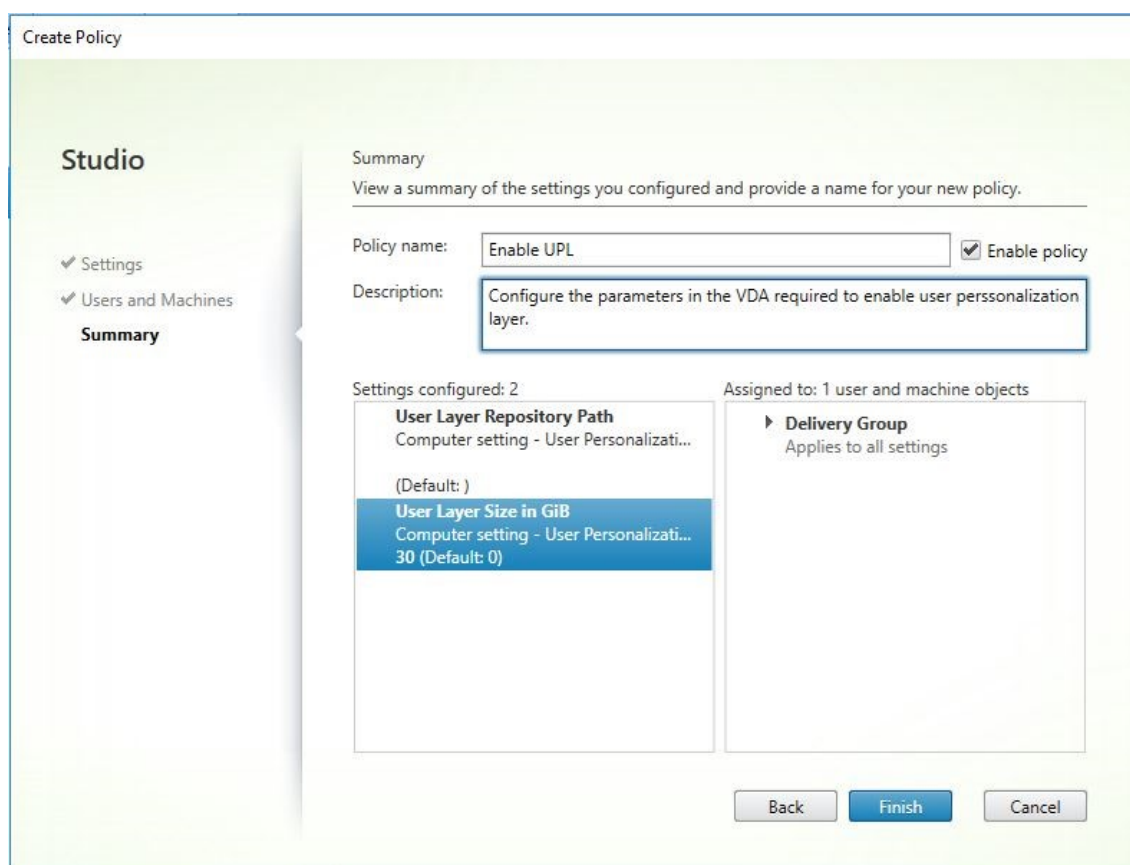 Create Policy
Studio
Settings
Users and Machines
Summary
Summary
View a summary of the settings you configured and provide a name for your new policy.
Policy name:
Enable UPL
Enable policy
Description:
Configure the parameters in the VDA required to enable user perssonalization
layer.
Settings configured: 2
User Layer Repository Path
Computer setting - User Personalizati...
(Default: )
User Layer Size in GiB
Computer setting - User Personalizati...
30 (Default: 0)
Assigned to: 1 user and machine objects
Delivery Group
Applies to all settings
Back
Finish
Cancel